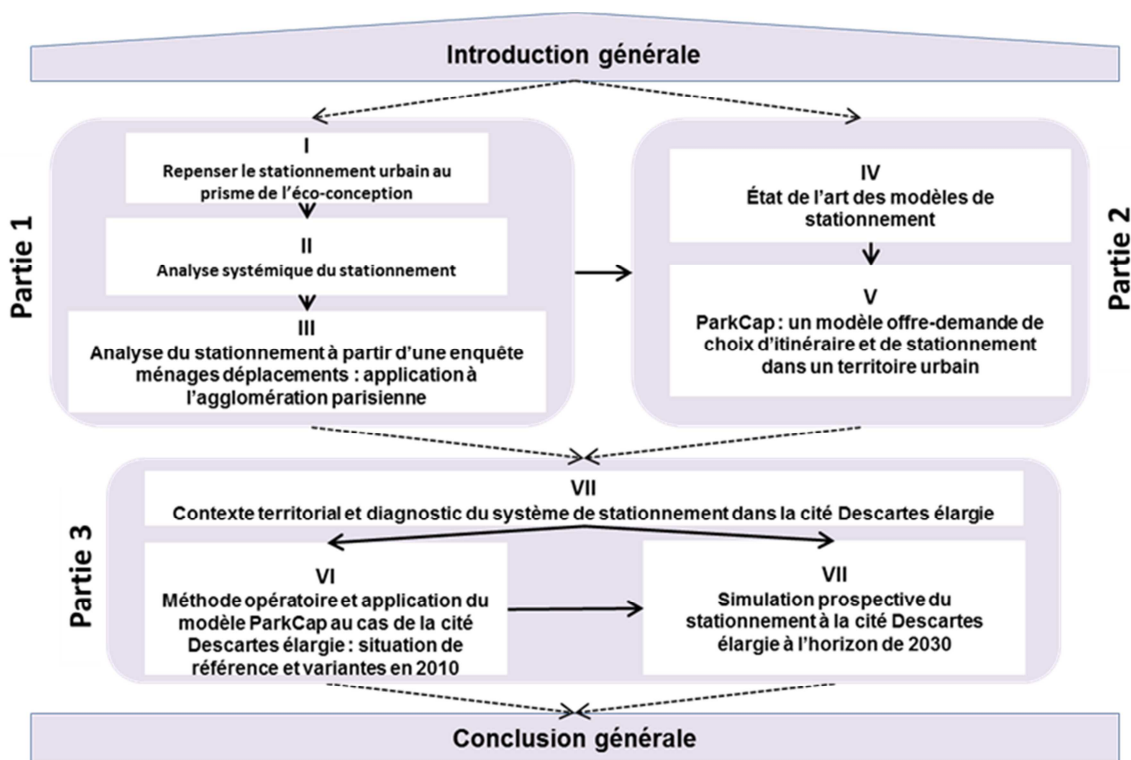 Introduction générale
Partie 1
I
Repenser le stationnement urbain au
prisme de l'éco-conception
II
Analyse systémique du stationnement
III
Analyse du stationnement à partir d'une enquête
ménages déplacements : application à
l'agglomération parisienne
Partie 2
IV
État de l'art des modèles de
stationnement
V
ParkCap : un modèle offre-demande de
choix d'itinéraire et de stationnement
dans un territoire urbain
Partie 3
VII
Contexte territorial et diagnostic du système de stationnement dans la cité Descartes élargie
VI
Méthode opératoire et application du
modèle ParkCap au cas de la cité
Descartes élargie : situation de
référence et variantes en 2010
VII
Simulation prospective du
stationnement à la cité Descartes
élargie à l'horizon de 2030
Conclusion générale